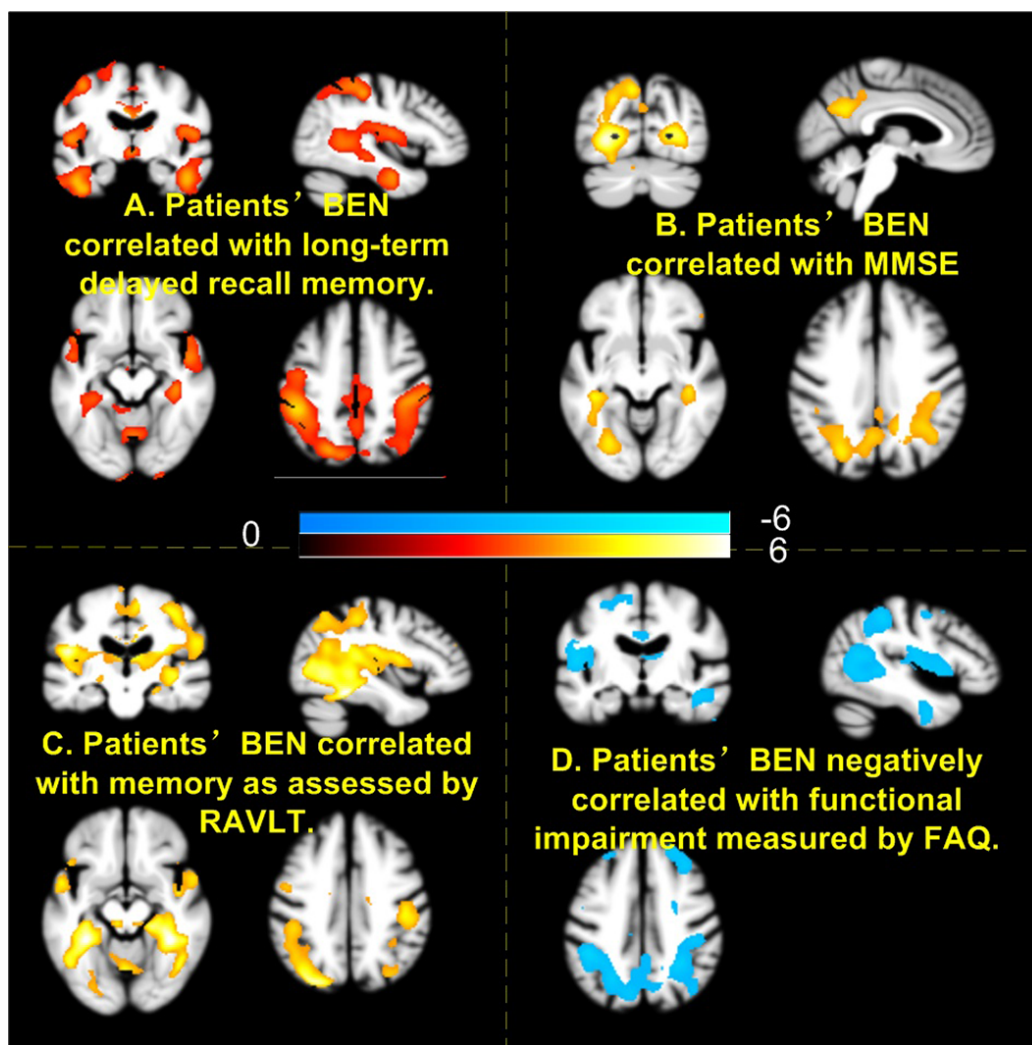 A. Patients’ BEN
correlated with long-term
delayed recall memory.
B. Patients’ BEN
correlated with MMSE
0
-6
6
C. Patients’ BEN correlated
with memory as assessed by
RAVLT.
D. Patients’ BEN negatively
correlated with functional
impairment measured by FAQ.